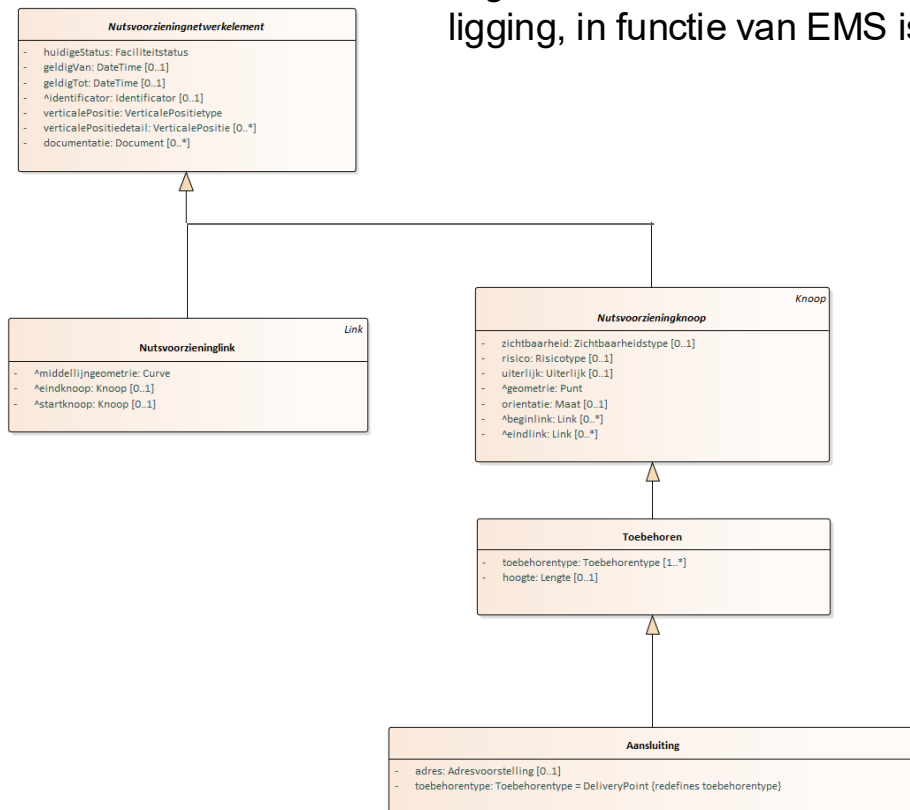 ligging, in functie van EMS is
Nutsvoorzieningnetwerkelement
- huidigeStatus: Faciliteitstatus
- geldigVan: DateTime [0..1]
- geldigTot: DateTime [0..1]
- ^identificator: Identificator [0..1]
- verticalePositie: VerticalePositietype
- verticalePositiedetail: VerticalePositie [0..*]
- documentatie: Document [0..*]
Link
Nutsvoorzieninglink
- ^middellijngeometrie: Curve
- ^eindknoop: Knoop [0..1]
- ^startknoop: Knoop [0..1]
Knoop
Nutsvoorzieningknoop
- zichtbaarheid: Zichtbaarheidstype [0..1]
- risico: Risicotype [0..1]
- uiterlijk: Uiterlijk [0..1]
- ^geometrie: Punt
- orientatie: Maat [0..1]
- ^beginlink: Link [0..*]
- ^eindlink: Link [0..*]
Toebehoren
- toebehorentype: Toebehorentype [1..*]
- hoogte: Lengte [0..1]
Aansluiting
- adres: Adresvoorstelling [0..1]
- toebehorentype: Toebehorentype = DeliveryPoint {redefines toebehorentype}